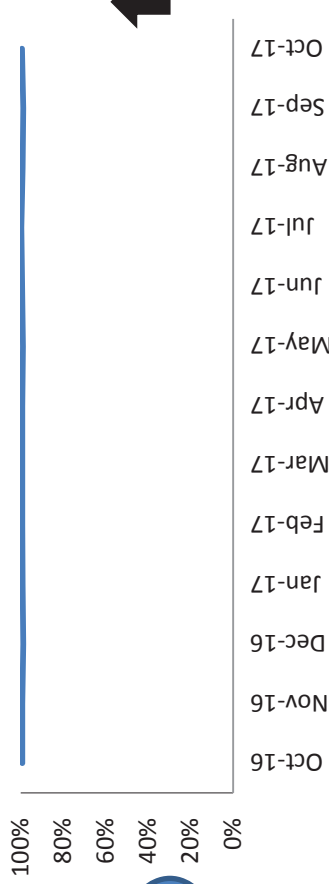 100%
80%
60%
40%
20%
0%
Oct-16
Nov-16
Dec-16
Jan-17
Feb-17
Mar-17
Apr-17
May-17
Jun-17
Jul-17
Aug-17
Sep-17
Oct-17